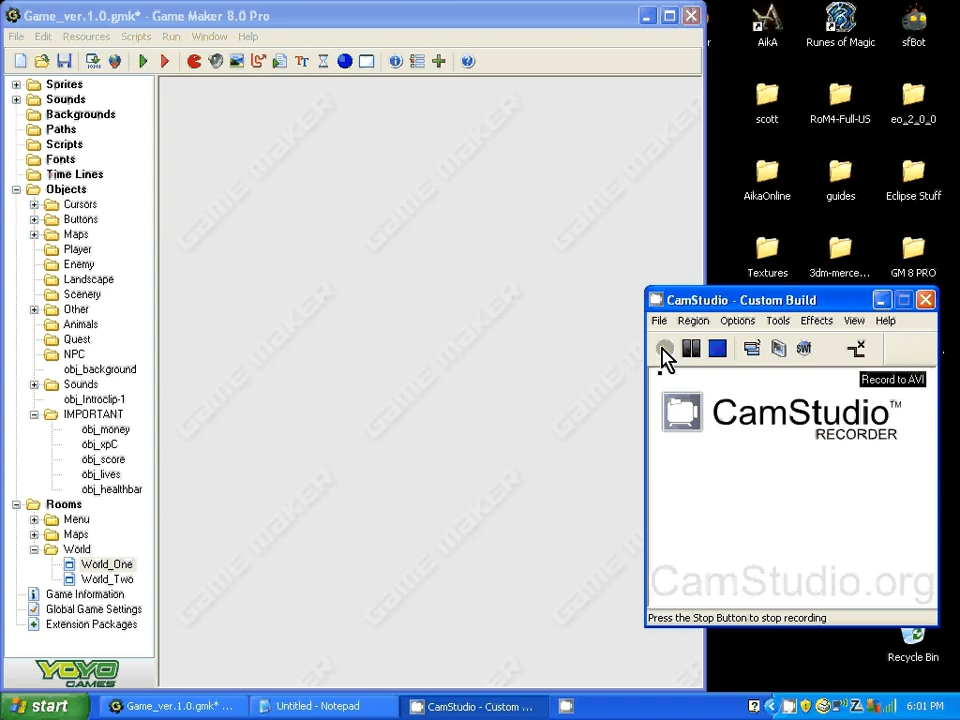 Game_ver.1.0.gmk* - Game Maker 8.0 Pro
File Edit Resources Scripts Run Window Help
Sprites
Sounds
Backgrounds
Paths
Scripts
Fonts
Time Lines
Objects
Cursors
Buttons
Maps
Player
Enemy
Landscape
Scenery
Other
Animals
Quest
NPC
obj_background
Sounds
obj_Introclip-1
IMPORTANT
obj_money
obj_xpC
obj_score
obj_lives
obj_healthbar
Rooms
Menu
Maps
World
World_One
World_Two
Game Information
Global Game Settings
Extension Packages
YOYO
GAMES
AikA
Runes of Magic
sfBot
scott
RoM4-Full-US
eo_2_0_0
AikaOnline
guides
Eclipse Stuff
Textures
3dm-merce...
GM 8 PRO
CamStudio - Custom Build
File Region Options Tools Effects View Help
SWF
Record to AVI
CamStudio™
RECORDER
CamStudio.org
Press the Stop Button to stop recording
Recycle Bin
start
Game_ver.1.0.gmk* ...
Untitled - Notepad
CamStudio - Custom ...
6:01 PM